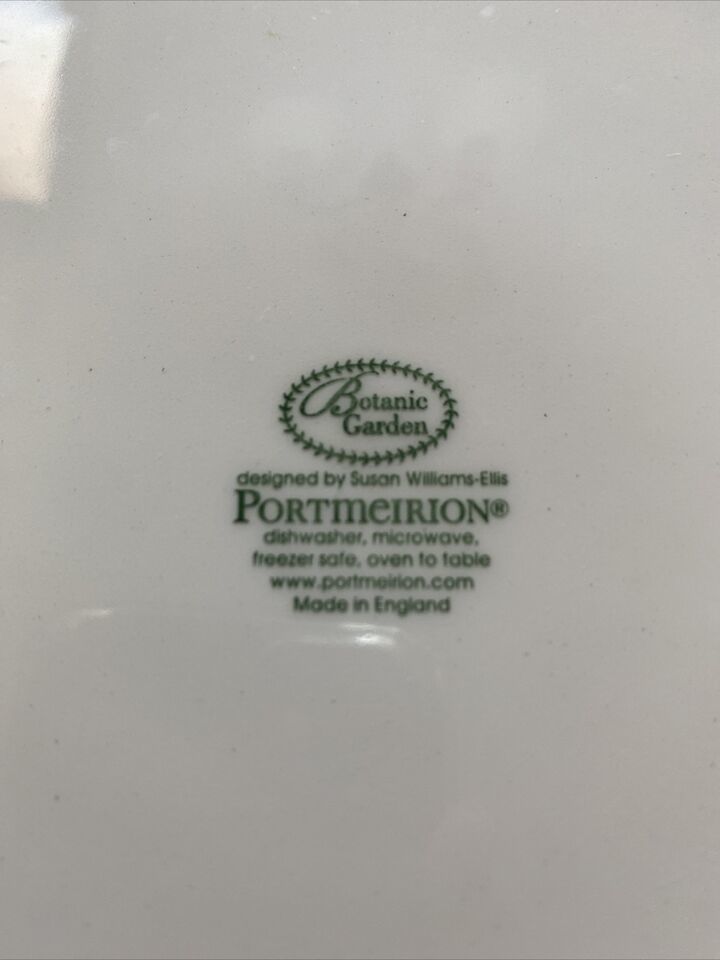 Botanic
Garden
designed by Susan Williams-Ellis
PORTMEIRION®
dishwasher, microwave,
freezer safe, oven to table
www.portmeirion.com
Made in England